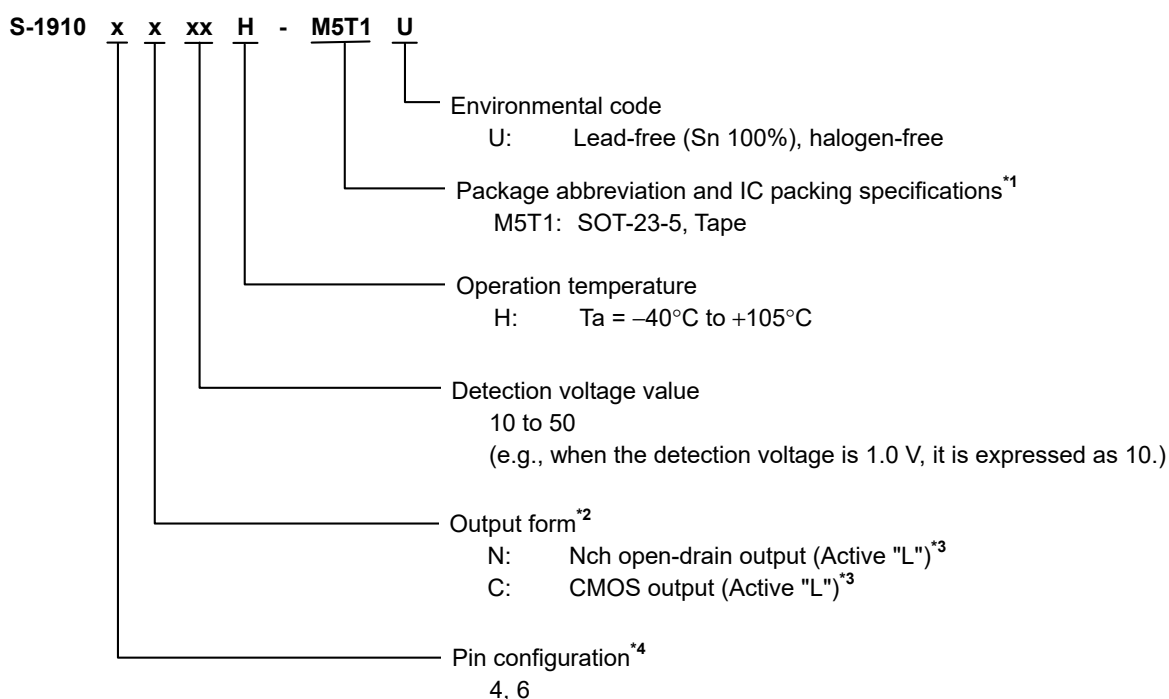 S-1910 x x xx H - M5T1 U
Environmental code
U: Lead-free (Sn 100%), halogen-free
Package abbreviation and IC packing specifications*1
M5T1: SOT-23-5, Tape
Operation temperature
H: Ta = −40°C to +105°C
Detection voltage value
10 to 50
(e.g., when the detection voltage is 1.0 V, it is expressed as 10.)
Output form*2
N: Nch open-drain output (Active "L")*3
C: CMOS output (Active "L")*3
Pin configuration*4
4, 6